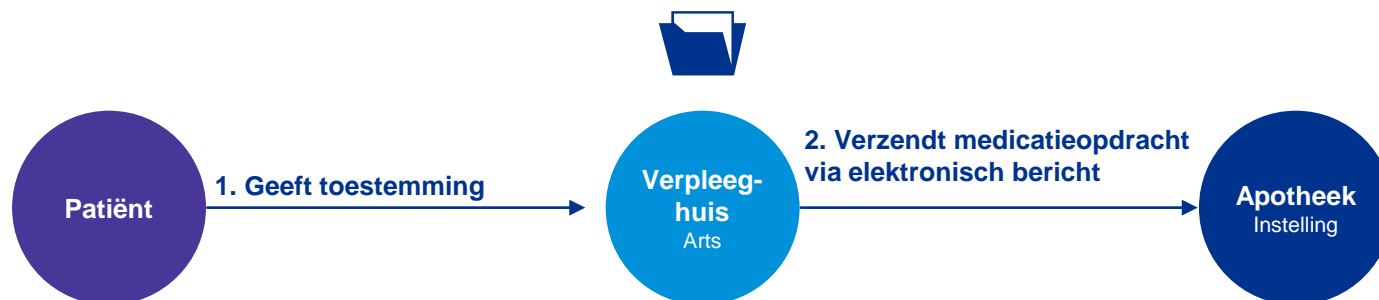 Patiënt
1. Geeft toestemming
Verpleeg-
huis
Arts
2. Verzendt medicatieopdracht
via elektronisch bericht
Apotheek
Instelling